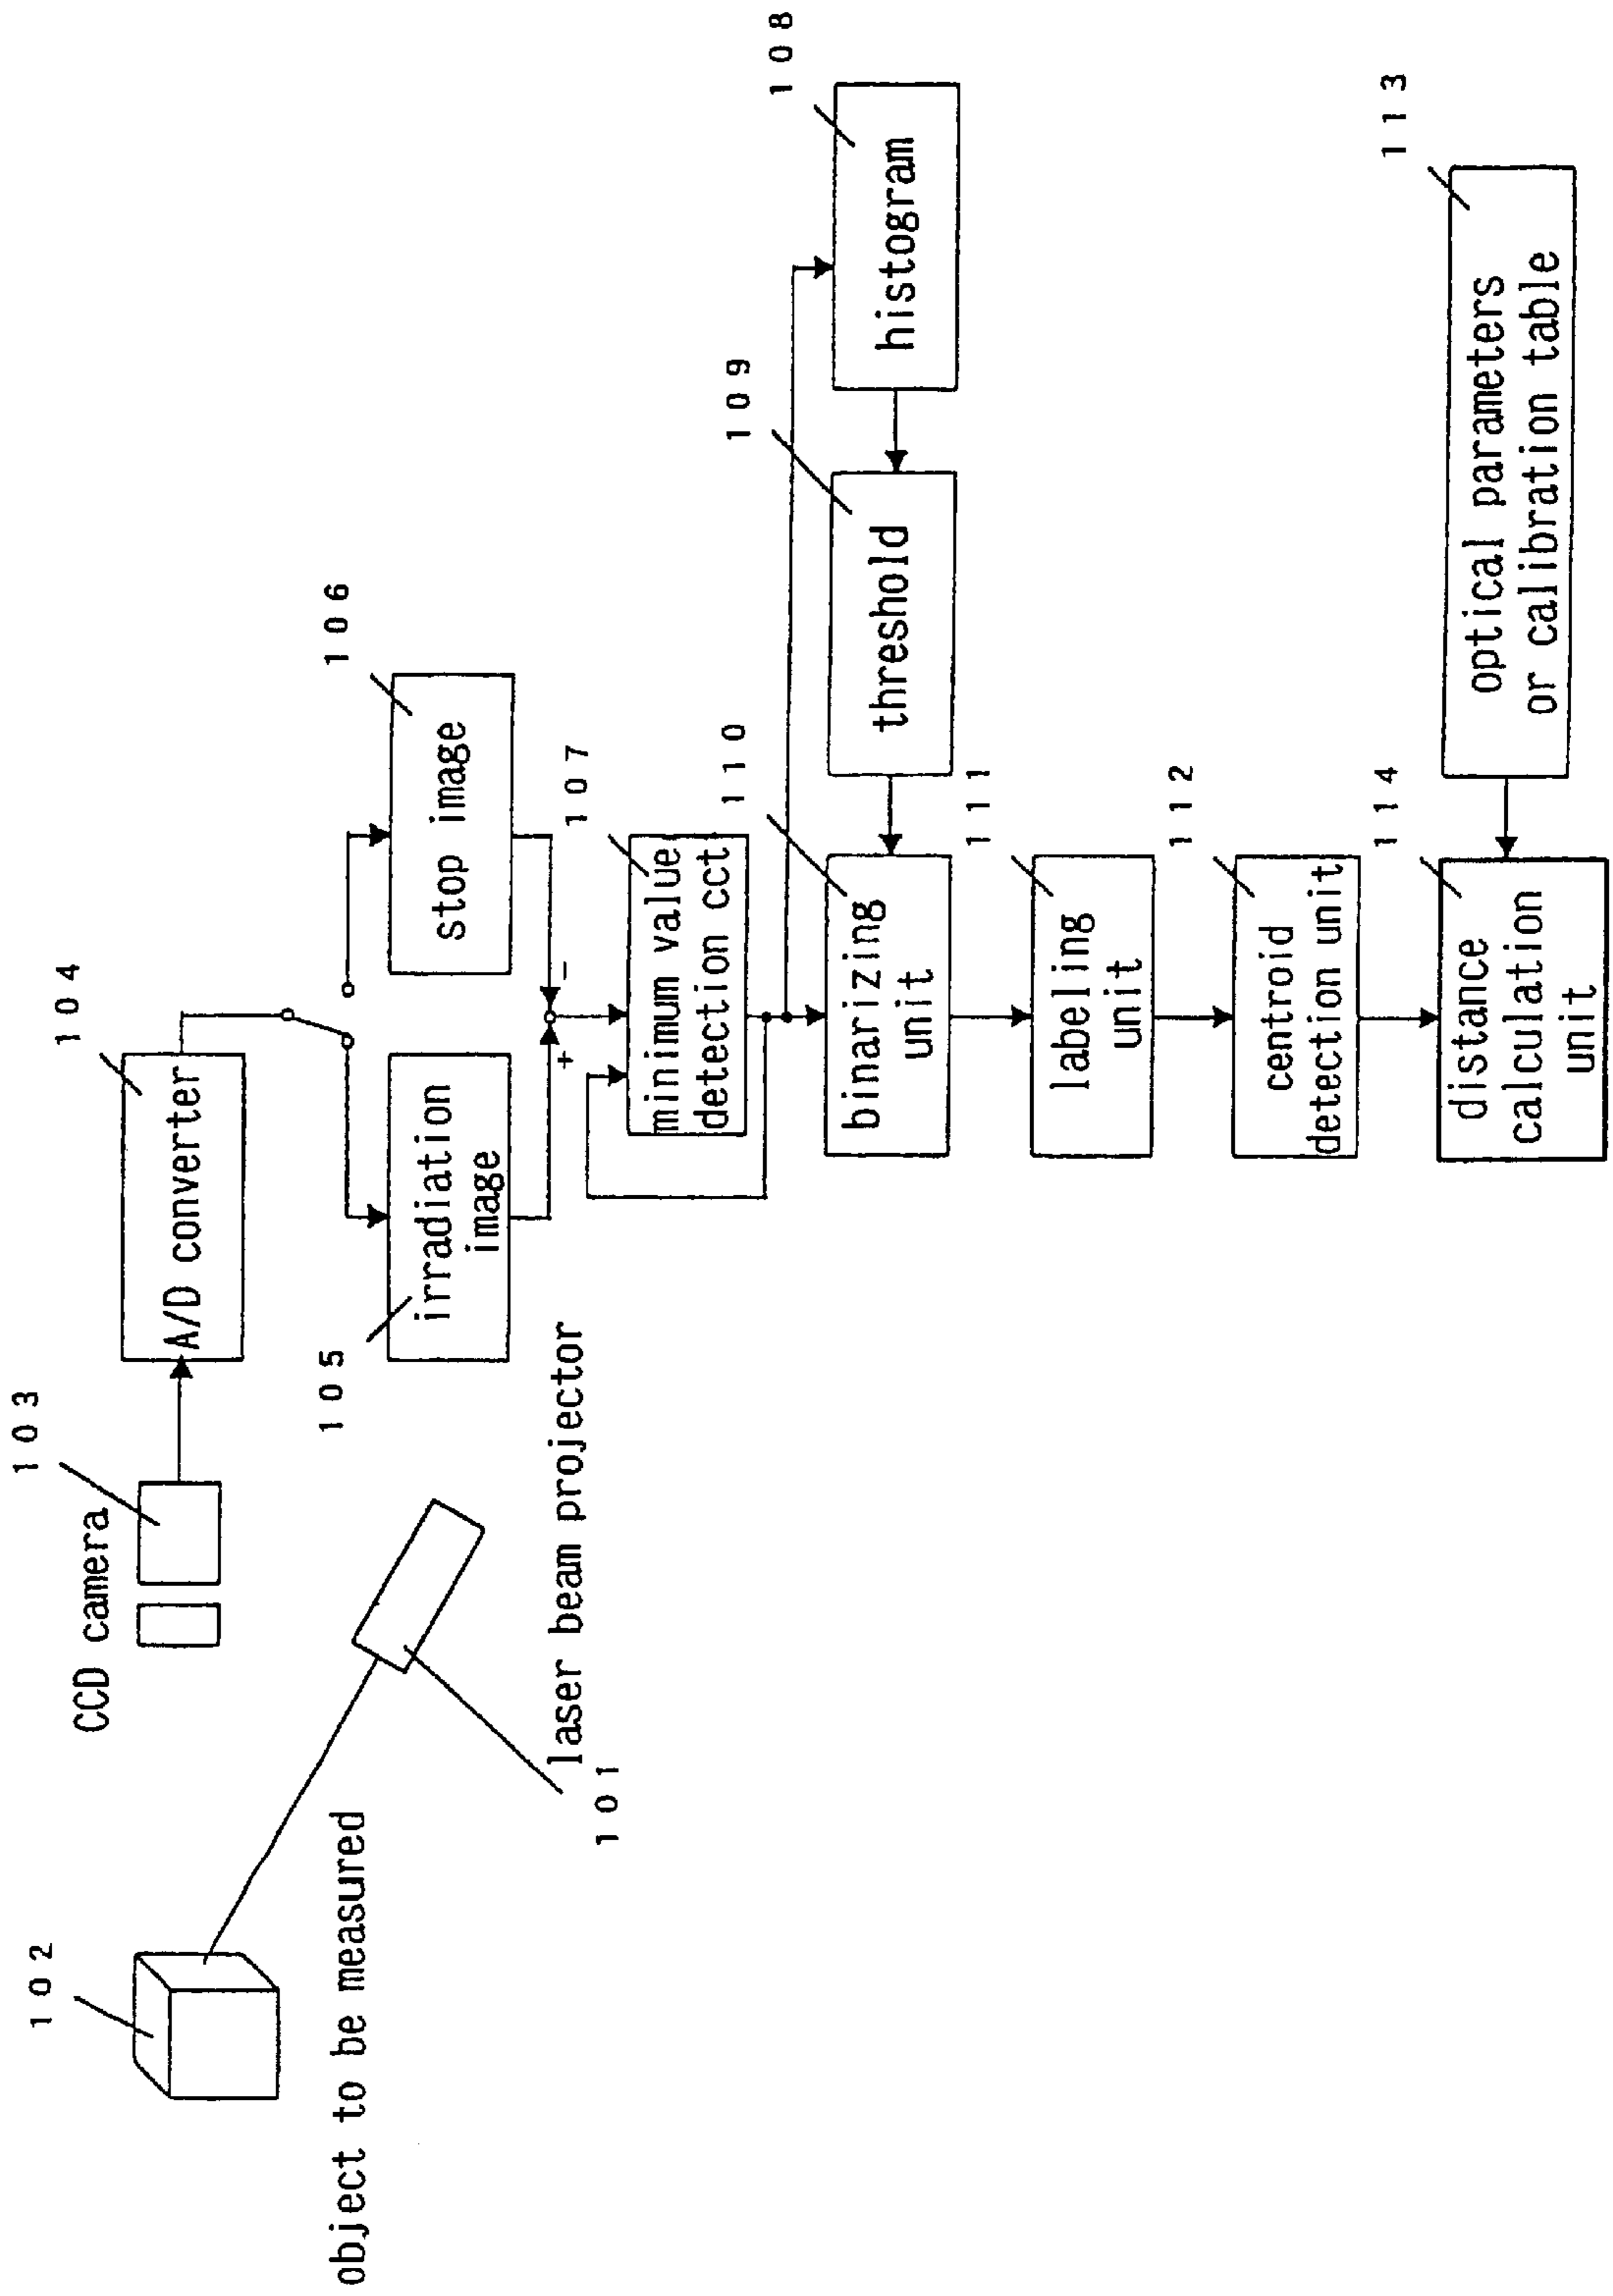 102
object to be measured
CCD camera
103
101
laser beam projector
104
A/D converter
105
irradiation
image
106
stop image
+
-
107
minimum value
detection cct
108
histogram
109
threshold
110
binarizing
unit
111
labeling
unit
112
centroid
detection unit
113
optical parameters
or calibration table
114
distance
calculation
unit